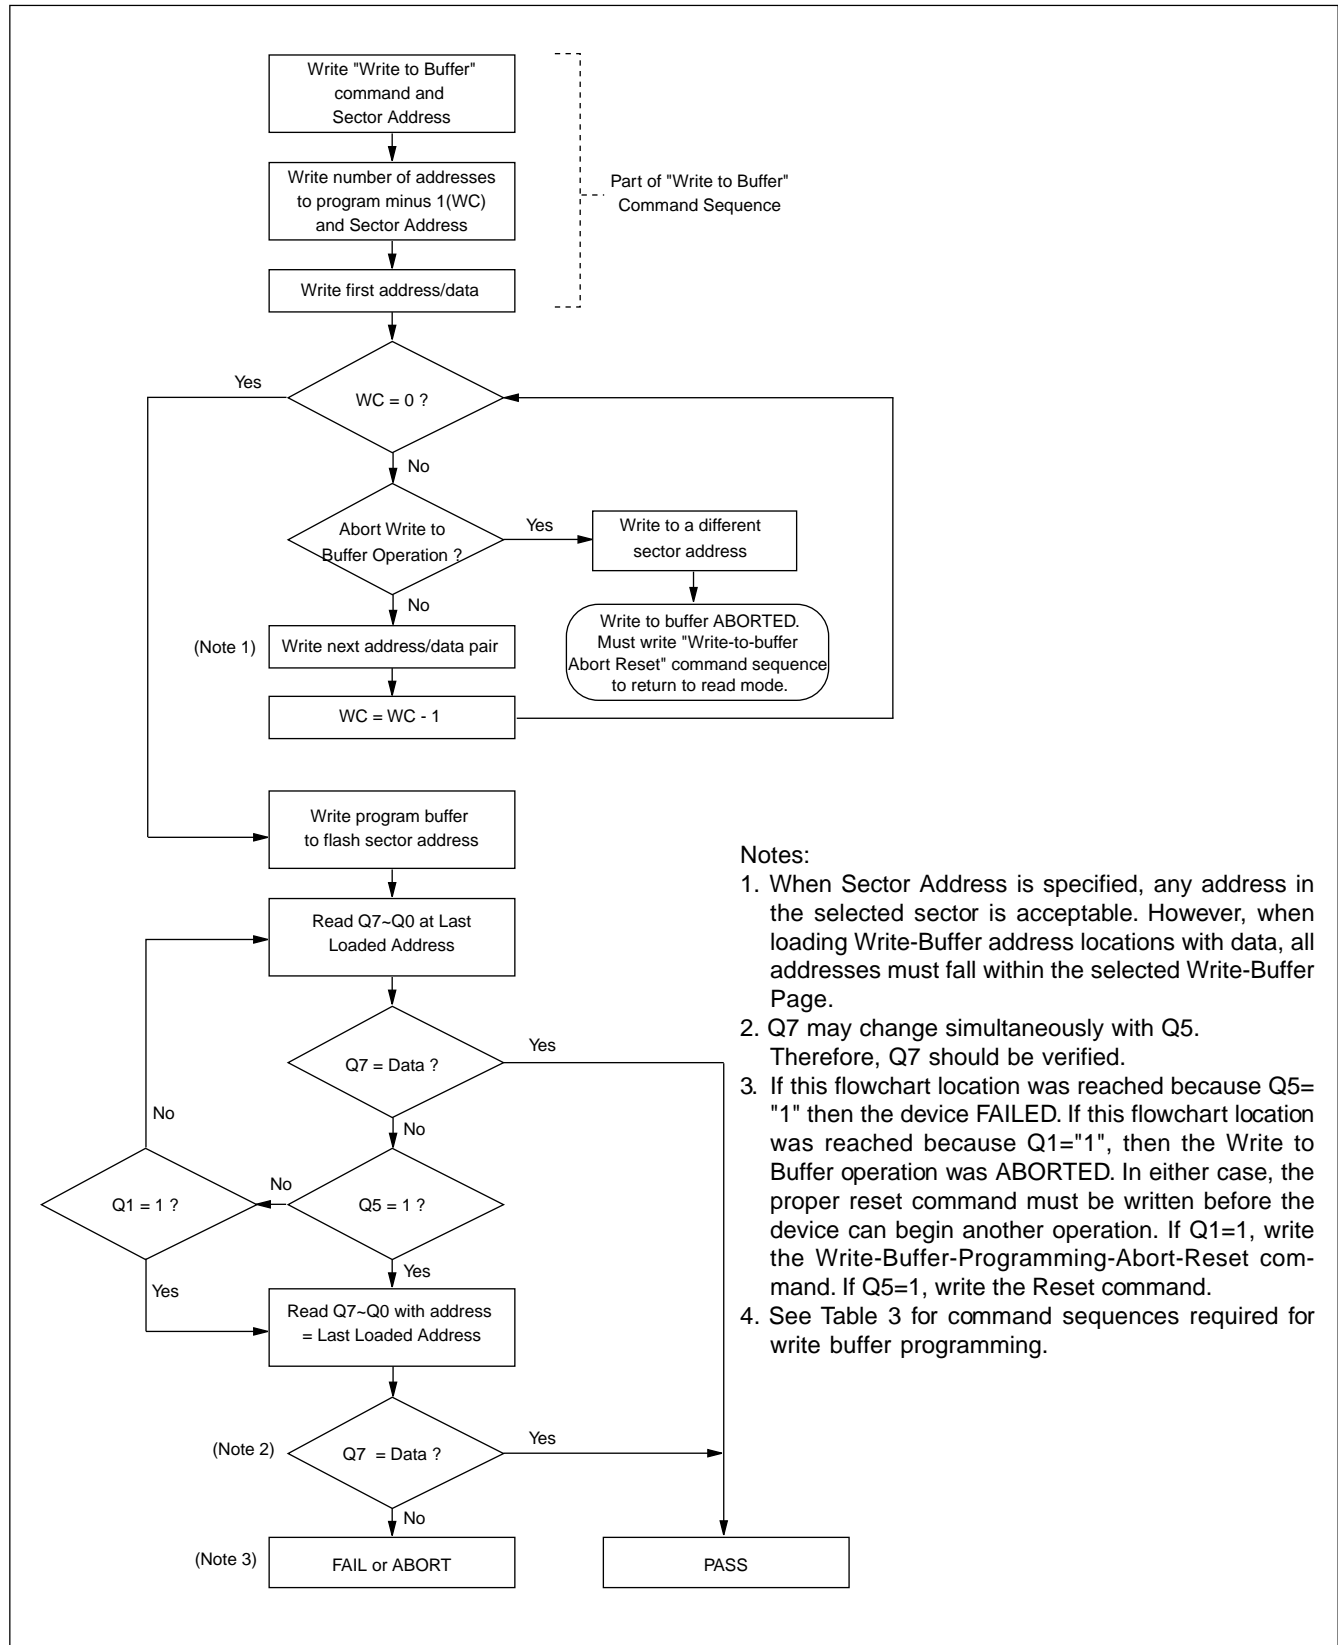 Write "Write to Buffer"
command and
Sector Address
Write number of addresses
to program minus 1(WC)
and Sector Address
Part of "Write to Buffer"
Command Sequence
Write first address/data
Yes
WC = 0 ?
No
Abort Write to
Buffer Operation ?
Yes
Write to a different
sector address
No
(Note 1)
Write next address/data pair
Write to buffer ABORTED.
Must write "Write-to-buffer
Abort Reset" command sequence
to return to read mode.
WC = WC - 1
Write program buffer
to flash sector address
Read Q7~Q0 at Last
Loaded Address
Q7 = Data ?
Yes
No
No
Q1 = 1 ?
No
Q5 = 1 ?
Yes
Yes
Read Q7~Q0 with address
= Last Loaded Address
(Note 2)
Q7 = Data ?
Yes
No
(Note 3)
FAIL or ABORT
PASS
Notes:
1. When Sector Address is specified, any address in
the selected sector is acceptable. However, when
loading Write-Buffer address locations with data, all
addresses must fall within the selected Write-Buffer
Page.
2. Q7 may change simultaneously with Q5.
Therefore, Q7 should be verified.
3. If this flowchart location was reached because Q5=
"1" then the device FAILED. If this flowchart location
was reached because Q1="1", then the Write to
Buffer operation was ABORTED. In either case, the
proper reset command must be written before the
device can begin another operation. If Q1=1, write
the Write-Buffer-Programming-Abort-Reset com-
mand. If Q5=1, write the Reset command.
4. See Table 3 for command sequences required for
write buffer programming.